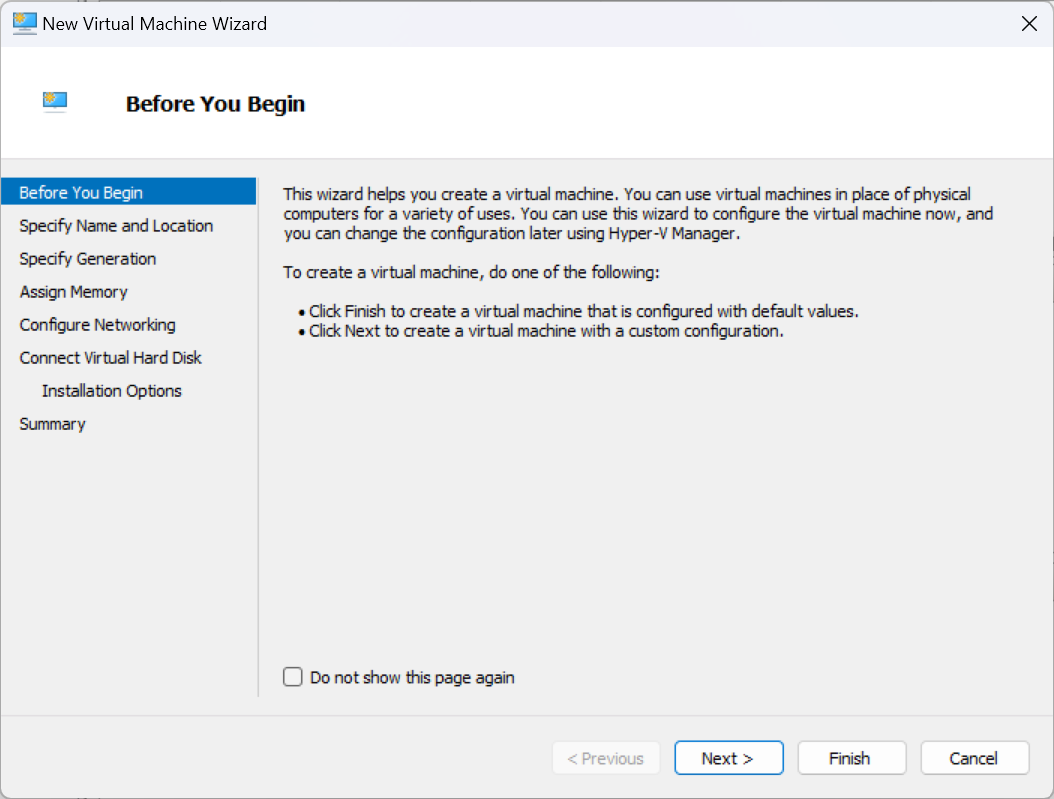 New Virtual Machine Wizard
Before You Begin
Before You Begin
Specify Name and Location
Specify Generation
Assign Memory
Configure Networking
Connect Virtual Hard Disk
Installation Options
Summary
This wizard helps you create a virtual machine. You can use virtual machines in place of physical
computers for a variety of uses. You can use this wizard to configure the virtual machine now, and
you can change the configuration later using Hyper-V Manager.
To create a virtual machine, do one of the following:
• Click Finish to create a virtual machine that is configured with default values.
• Click Next to create a virtual machine with a custom configuration.
Do not show this page again
< Previous
Next >
Finish
Cancel